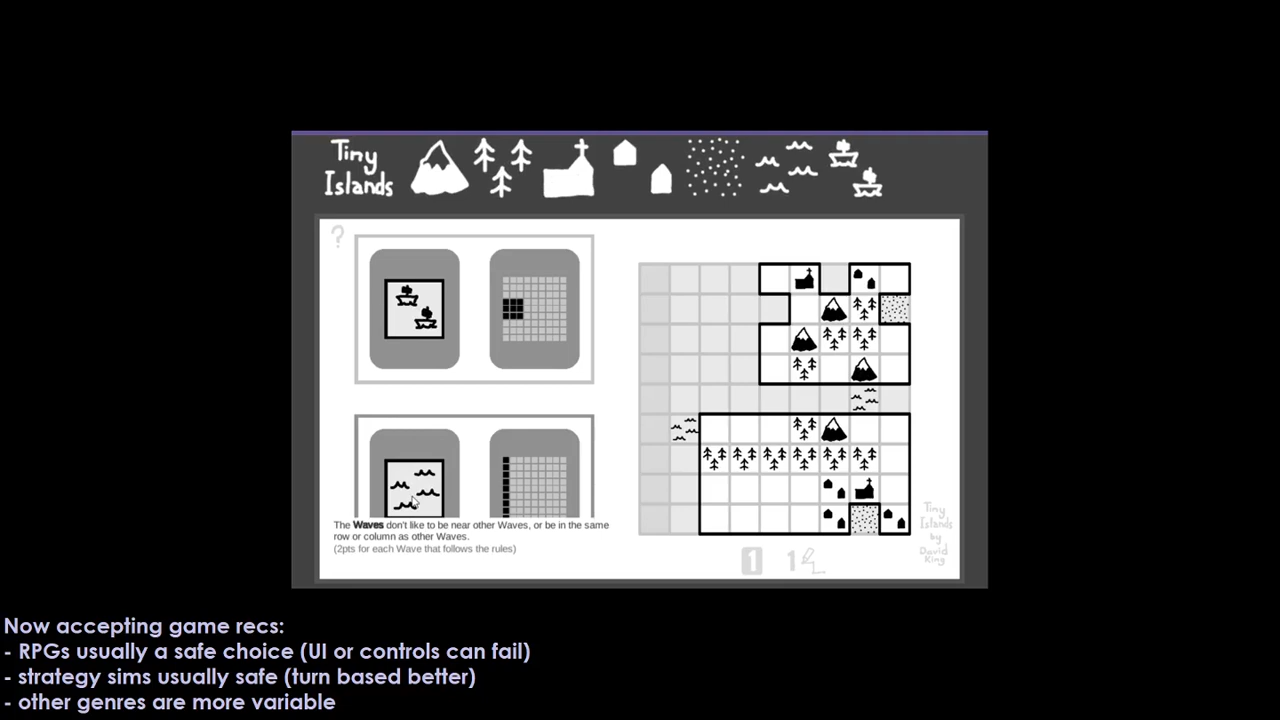 Tiny
Islands
?
The Waves don't like to be near other Waves, or be in the same
row or column as other Waves.
(2pts for each Wave that follows the rules)
1 1
Tiny
Islands
by
David
King
Now accepting game recs:
- RPGs usually a safe choice (UI or controls can fail)
- strategy sims usually safe (turn based better)
- other genres are more variable